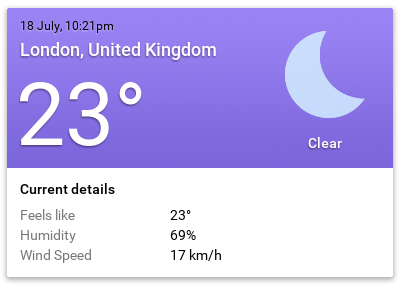 18 July, 10:21pm
London, United Kingdom
23°
Clear
Current details
Feels like 23°
Humidity 69%
Wind Speed 17 km/h